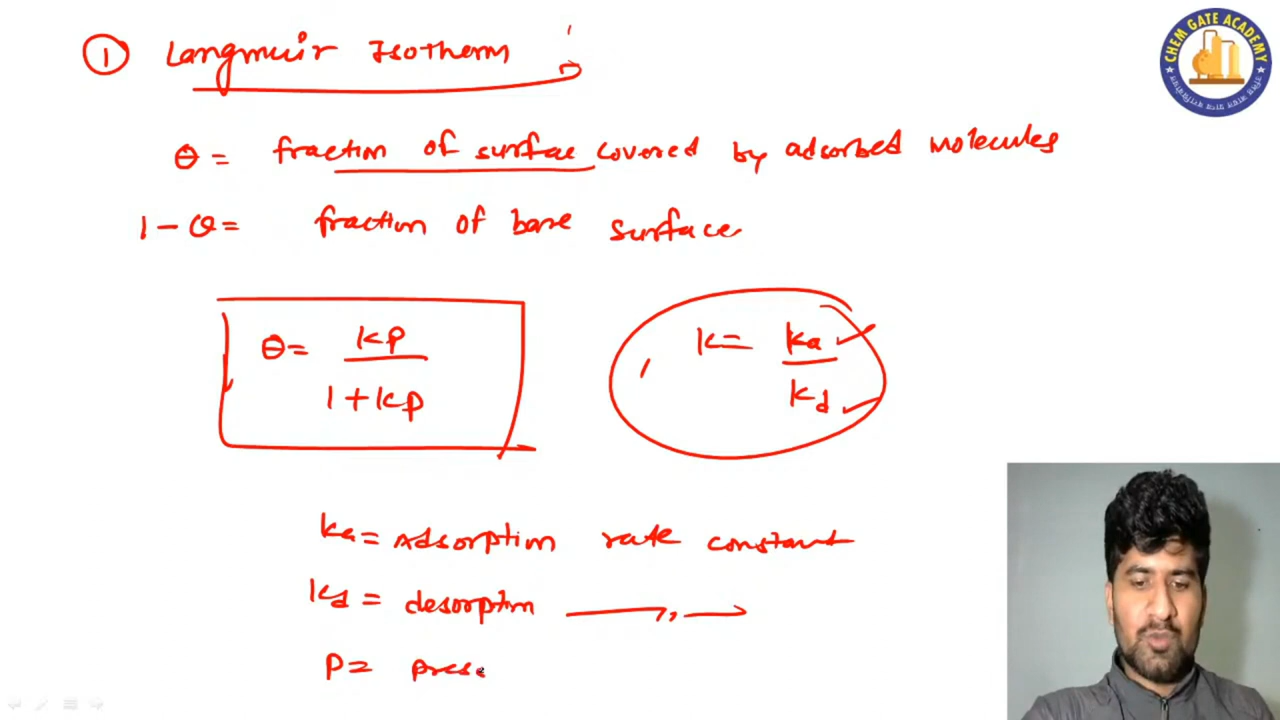 ① Langmuir Isotherm
CHEM GATE ACADEMY
θ = fraction of surface covered by adsorbed molecules
1 - θ = fraction of bare surface
θ = kp / 1 + kp
k = ka / kd
ka = Adsorption rate constant
kd = desorption ——〃——
P = press